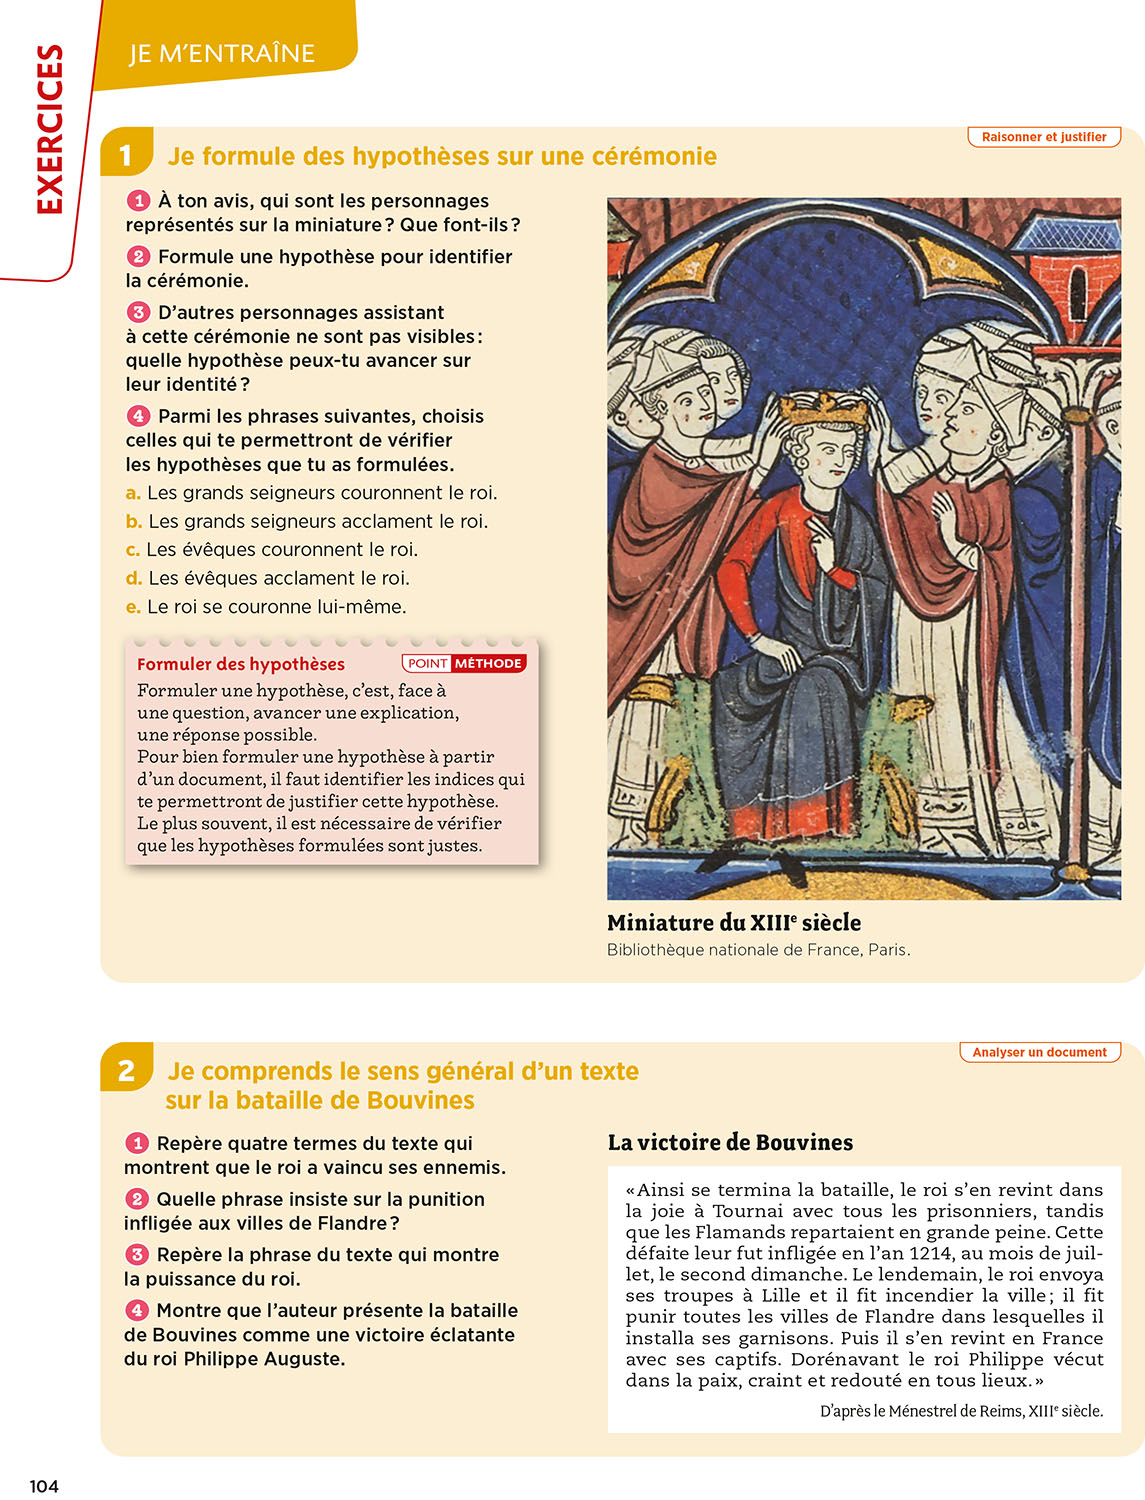 EXERCICES
JE M’ENTRAÎNE
1 Je formule des hypothèses sur une cérémonie
Raisonner et justifier
1 À ton avis, qui sont les personnages
représentés sur la miniature ? Que font-ils ?
2 Formule une hypothèse pour identifier
la cérémonie.
3 D’autres personnages assistant
à cette cérémonie ne sont pas visibles :
quelle hypothèse peux-tu avancer sur
leur identité ?
4 Parmi les phrases suivantes, choisis
celles qui te permettront de vérifier
les hypothèses que tu as formulées.
a. Les grands seigneurs couronnent le roi.
b. Les grands seigneurs acclament le roi.
c. Les évêques couronnent le roi.
d. Les évêques acclament le roi.
e. Le roi se couronne lui-même.
Formuler des hypothèses POINT MÉTHODE
Formuler une hypothèse, c’est, face à
une question, avancer une explication,
une réponse possible.
Pour bien formuler une hypothèse à partir
d’un document, il faut identifier les indices qui
te permettront de justifier cette hypothèse.
Le plus souvent, il est nécessaire de vérifier
que les hypothèses formulées sont justes.
Miniature du XIIIe siècle
Bibliothèque nationale de France, Paris.
2 Je comprends le sens général d’un texte
sur la bataille de Bouvines
Analyser un document
1 Repère quatre termes du texte qui
montrent que le roi a vaincu ses ennemis.
2 Quelle phrase insiste sur la punition
infligée aux villes de Flandre ?
3 Repère la phrase du texte qui montre
la puissance du roi.
4 Montre que l’auteur présente la bataille
de Bouvines comme une victoire éclatante
du roi Philippe Auguste.
La victoire de Bouvines
« Ainsi se termina la bataille, le roi s’en revint dans
la joie à Tournai avec tous les prisonniers, tandis
que les Flamands repartaient en grande peine. Cette
défaite leur fut infligée en l’an 1214, au mois de juil-
let, le second dimanche. Le lendemain, le roi envoya
ses troupes à Lille et il fit incendier la ville ; il fit
punir toutes les villes de Flandre dans lesquelles il
installa ses garnisons. Puis il s’en revint en France
avec ses captifs. Dorénavant le roi Philippe vécut
dans la paix, craint et redouté en tous lieux. »
D’après le Ménestrel de Reims, XIIIe siècle.
104